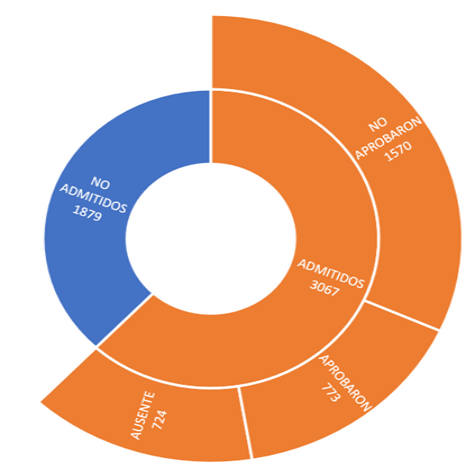 NO
APROBARON
1570
NO
ADMITIDOS
1879
ADMITIDOS
3067
APROBARON
773
AUSENTE
724